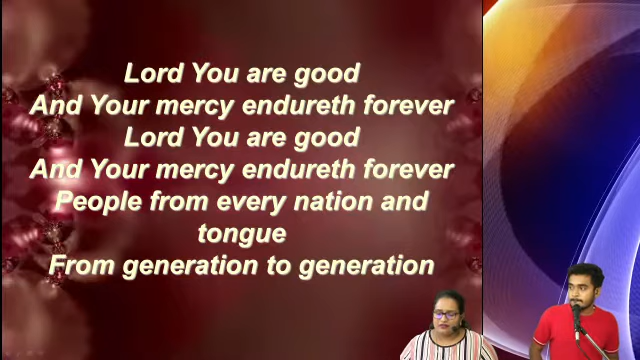 Lord You are good
And Your mercy endureth forever
Lord You are good
And Your mercy endureth forever
People from every nation and
tongue
From generation to generation